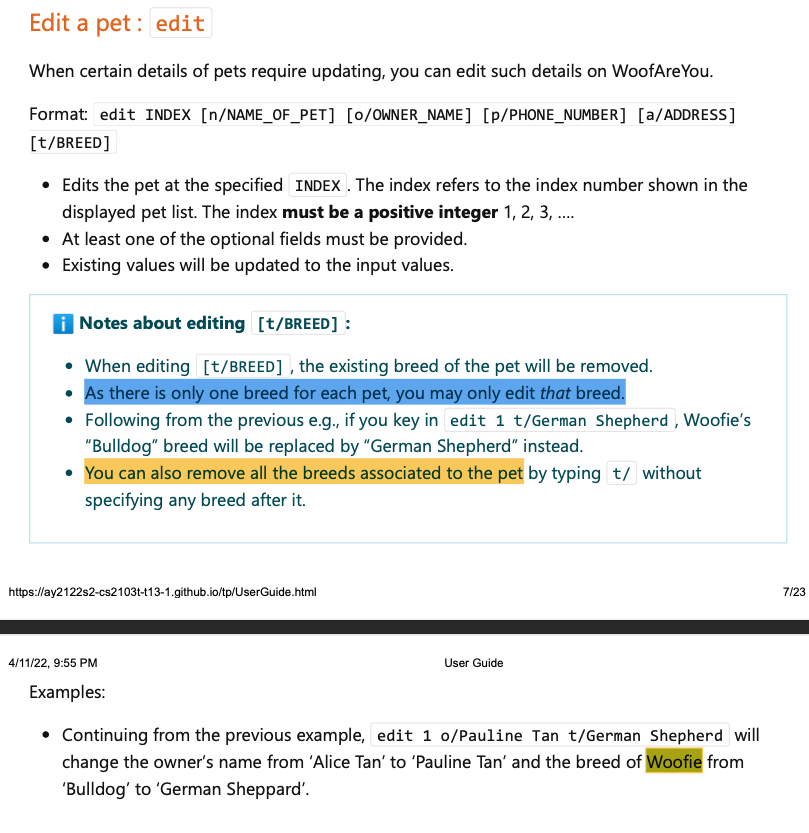 Edit a pet : edit
When certain details of pets require updating, you can edit such details on WoofAreYou.
Format: edit INDEX [n/NAME_OF_PET] [o/OWNER_NAME] [p/PHONE_NUMBER] [a/ADDRESS]
[t/BREED]
• Edits the pet at the specified INDEX . The index refers to the index number shown in the
displayed pet list. The index must be a positive integer 1, 2, 3, ....
• At least one of the optional fields must be provided.
• Existing values will be updated to the input values.
ℹ️ Notes about editing [t/BREED] :
• When editing [t/BREED] , the existing breed of the pet will be removed.
• As there is only one breed for each pet, you may only edit that breed.
• Following from the previous e.g., if you key in edit 1 t/German Shepherd , Woofie’s
“Bulldog” breed will be replaced by “German Shepherd” instead.
• You can also remove all the breeds associated to the pet by typing t/ without
specifying any breed after it.
https://ay2122s2-cs2103t-t13-1.github.io/tp/UserGuide.html 7/23
4/11/22, 9:55 PM User Guide
Examples:
• Continuing from the previous example, edit 1 o/Pauline Tan t/German Shepherd will
change the owner’s name from ‘Alice Tan’ to ‘Pauline Tan’ and the breed of Woofie from
‘Bulldog’ to ‘German Sheppard’.